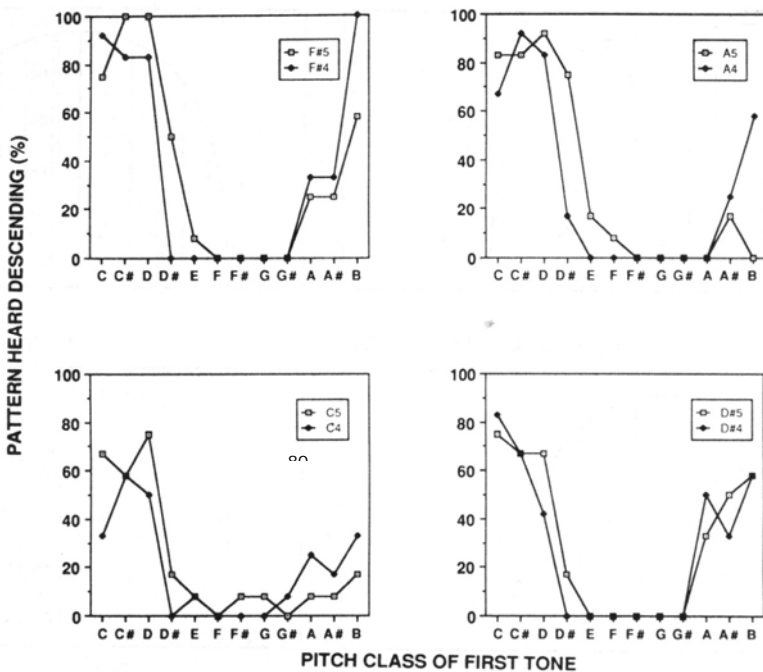 PATTERN HEARD DESCENDING (%)
100
80
60
40
20
0
F#5
F#4
C C# D D# E F F# G G# A A# B
100
80
60
40
20
0
A5
A4
C C# D D# E F F# G G# A A# B
100
80
60
40
20
0
C5
C4
80
C C# D D# E F F# G G# A A# B
100
80
60
40
20
0
D#5
D#4
C C# D D# E F F# G G# A A# B
PITCH CLASS OF FIRST TONE